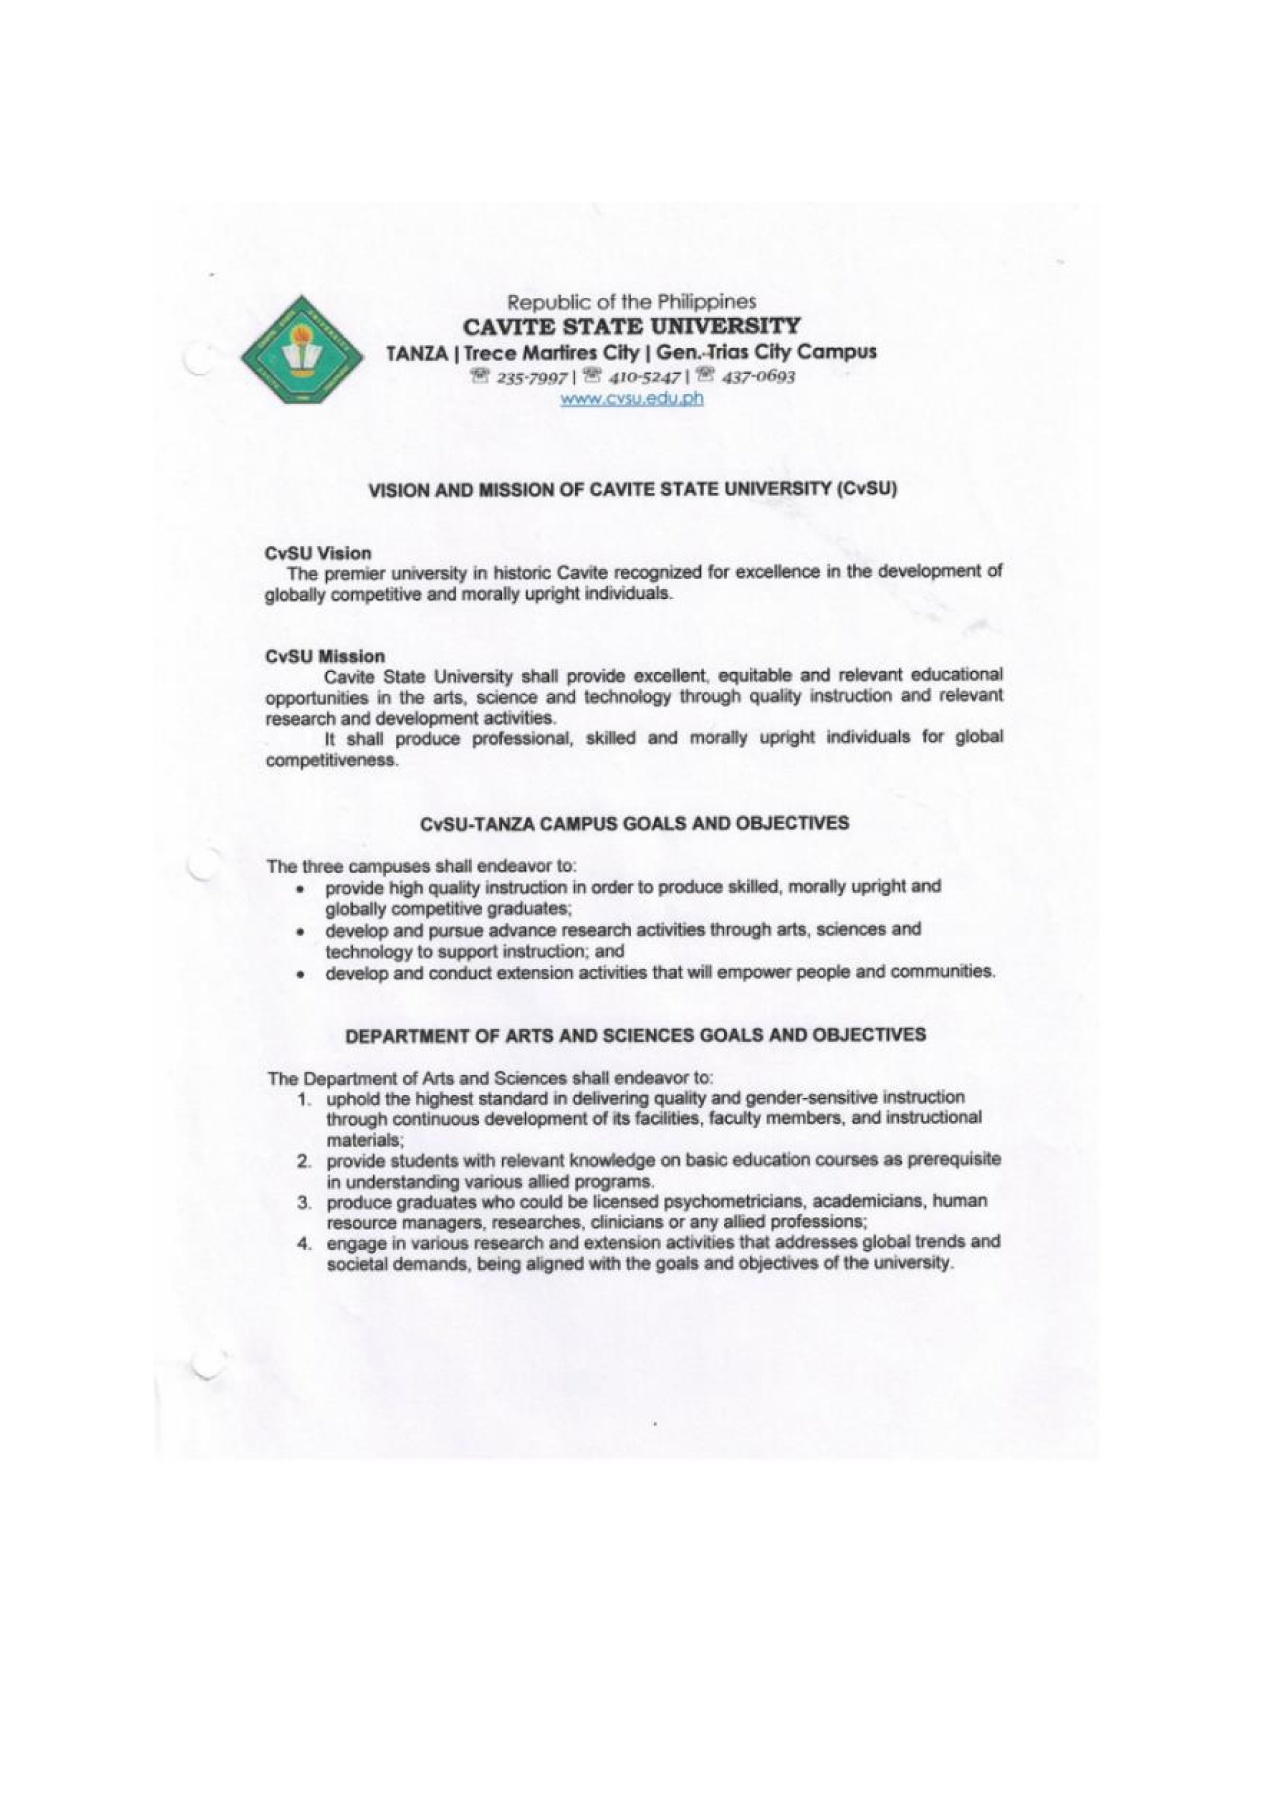 Republic of the Philippines
CAVITE STATE UNIVERSITY
TANZA | Trece Martires City | Gen. Trias City Campus
☏ 235-7997 | ☏ 410-5247 | ☏ 437-0693
www.cvsu.edu.ph
VISION AND MISSION OF CAVITE STATE UNIVERSITY (CvSU)
CvSU Vision
The premier university in historic Cavite recognized for excellence in the development of
globally competitive and morally upright individuals.
CvSU Mission
Cavite State University shall provide excellent, equitable and relevant educational
opportunities in the arts, science and technology through quality instruction and relevant
research and development activities.
It shall produce professional, skilled and morally upright individuals for global
competitiveness.
CvSU-TANZA CAMPUS GOALS AND OBJECTIVES
The three campuses shall endeavor to:
• provide high quality instruction in order to produce skilled, morally upright and
globally competitive graduates;
• develop and pursue advance research activities through arts, sciences and
technology to support instruction; and
• develop and conduct extension activities that will empower people and communities.
DEPARTMENT OF ARTS AND SCIENCES GOALS AND OBJECTIVES
The Department of Arts and Sciences shall endeavor to:
1. uphold the highest standard in delivering quality and gender-sensitive instruction
through continuous development of its facilities, faculty members, and instructional
materials;
2. provide students with relevant knowledge on basic education courses as prerequisite
in understanding various allied programs.
3. produce graduates who could be licensed psychometricians, academicians, human
resource managers, researches, clinicians or any allied professions;
4. engage in various research and extension activities that addresses global trends and
societal demands, being aligned with the goals and objectives of the university.